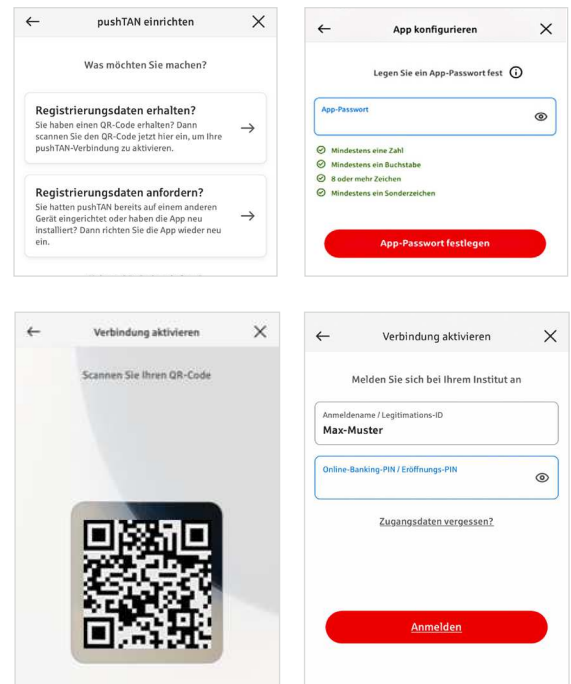 pushTAN einrichten
Was möchten Sie machen?
Registrierungsdaten erhalten?
Sie haben einen QR-Code erhalten? Dann
scannen Sie den QR-Code jetzt hier ein, um Ihre
pushTAN-Verbindung zu aktivieren.
Registrierungsdaten anfordern?
Sie hatten pushTAN bereits auf einem anderen
Gerät eingerichtet oder haben die App neu
installiert? Dann richten Sie die App wieder neu
ein.
App konfigurieren
Legen Sie ein App-Passwort fest
App-Passwort
Mindestens eine Zahl
Mindestens ein Buchstabe
8 oder mehr Zeichen
Mindestens ein Sonderzeichen
App-Passwort festlegen
Verbindung aktivieren
Scannen Sie Ihren QR-Code
Verbindung aktivieren
Melden Sie sich bei Ihrem Institut an
Anmeldename / Legitimations-ID
Max-Muster
Online-Banking-PIN / Eröffnungs-PIN
Zugangsdaten vergessen?
Anmelden